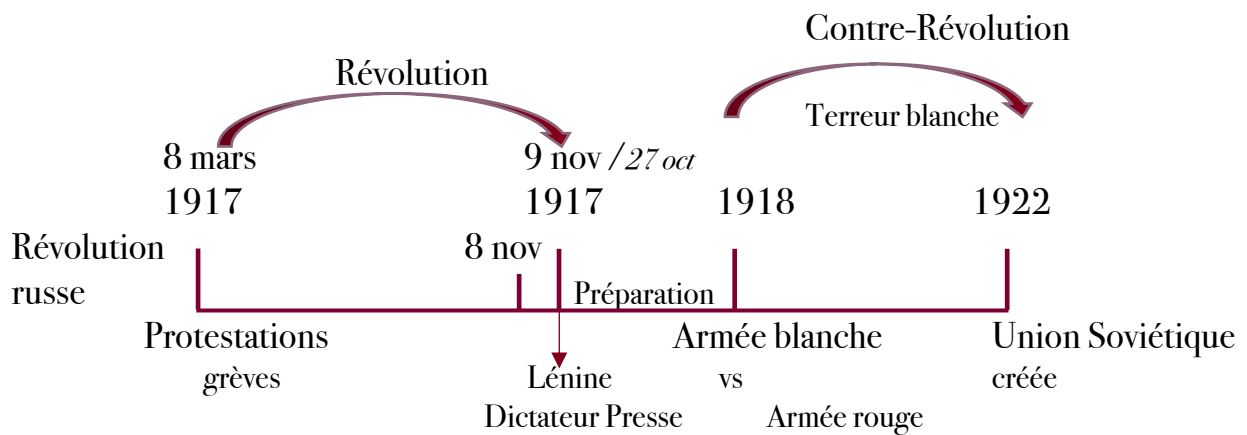 Contre-Révolution
Révolution
Terreur blanche
8 mars
9 nov / 27 oct
1917
1917
1918
1922
Révolution
russe
8 nov
Préparation
Protestations
grèves
Armée blanche
Union Soviétique
Lénine
vs
créée
Dictateur Presse
Armée rouge